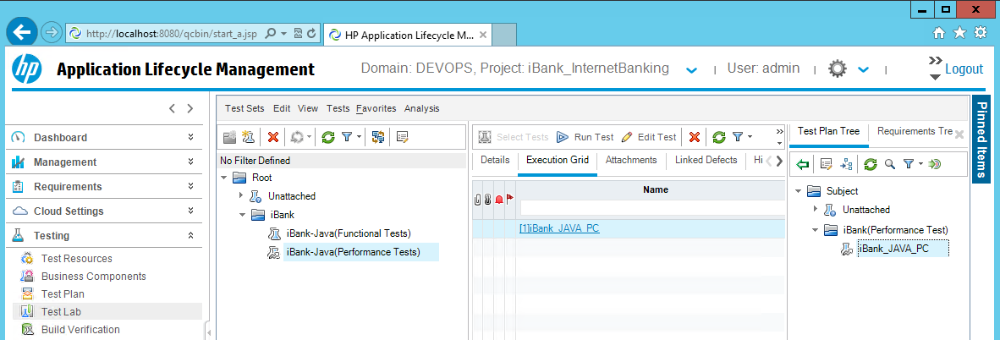 http://localhost:8080/qcbin/start_a.jsp
HP Application Lifecycle M...
hp
Application Lifecycle Management
Domain: DEVOPS, Project: iBank_InternetBanking
User: admin
Logout
Dashboard
Management
Requirements
Cloud Settings
Testing
Test Resources
Business Components
Test Plan
Test Lab
Build Verification
Test Sets Edit View Tests Favorites Analysis
No Filter Defined
Root
Unattached
iBank
iBank-Java(Functional Tests)
iBank-Java(Performance Tests)
Select Tests Run Test Edit Test
Details Execution Grid Attachments Linked Defects Hi
Name
[1]iBank_JAVA_PC
Test Plan Tree Requirements Tre
Subject
Unattached
iBank(Performance Test)
iBank_JAVA_PC
Pinned Items